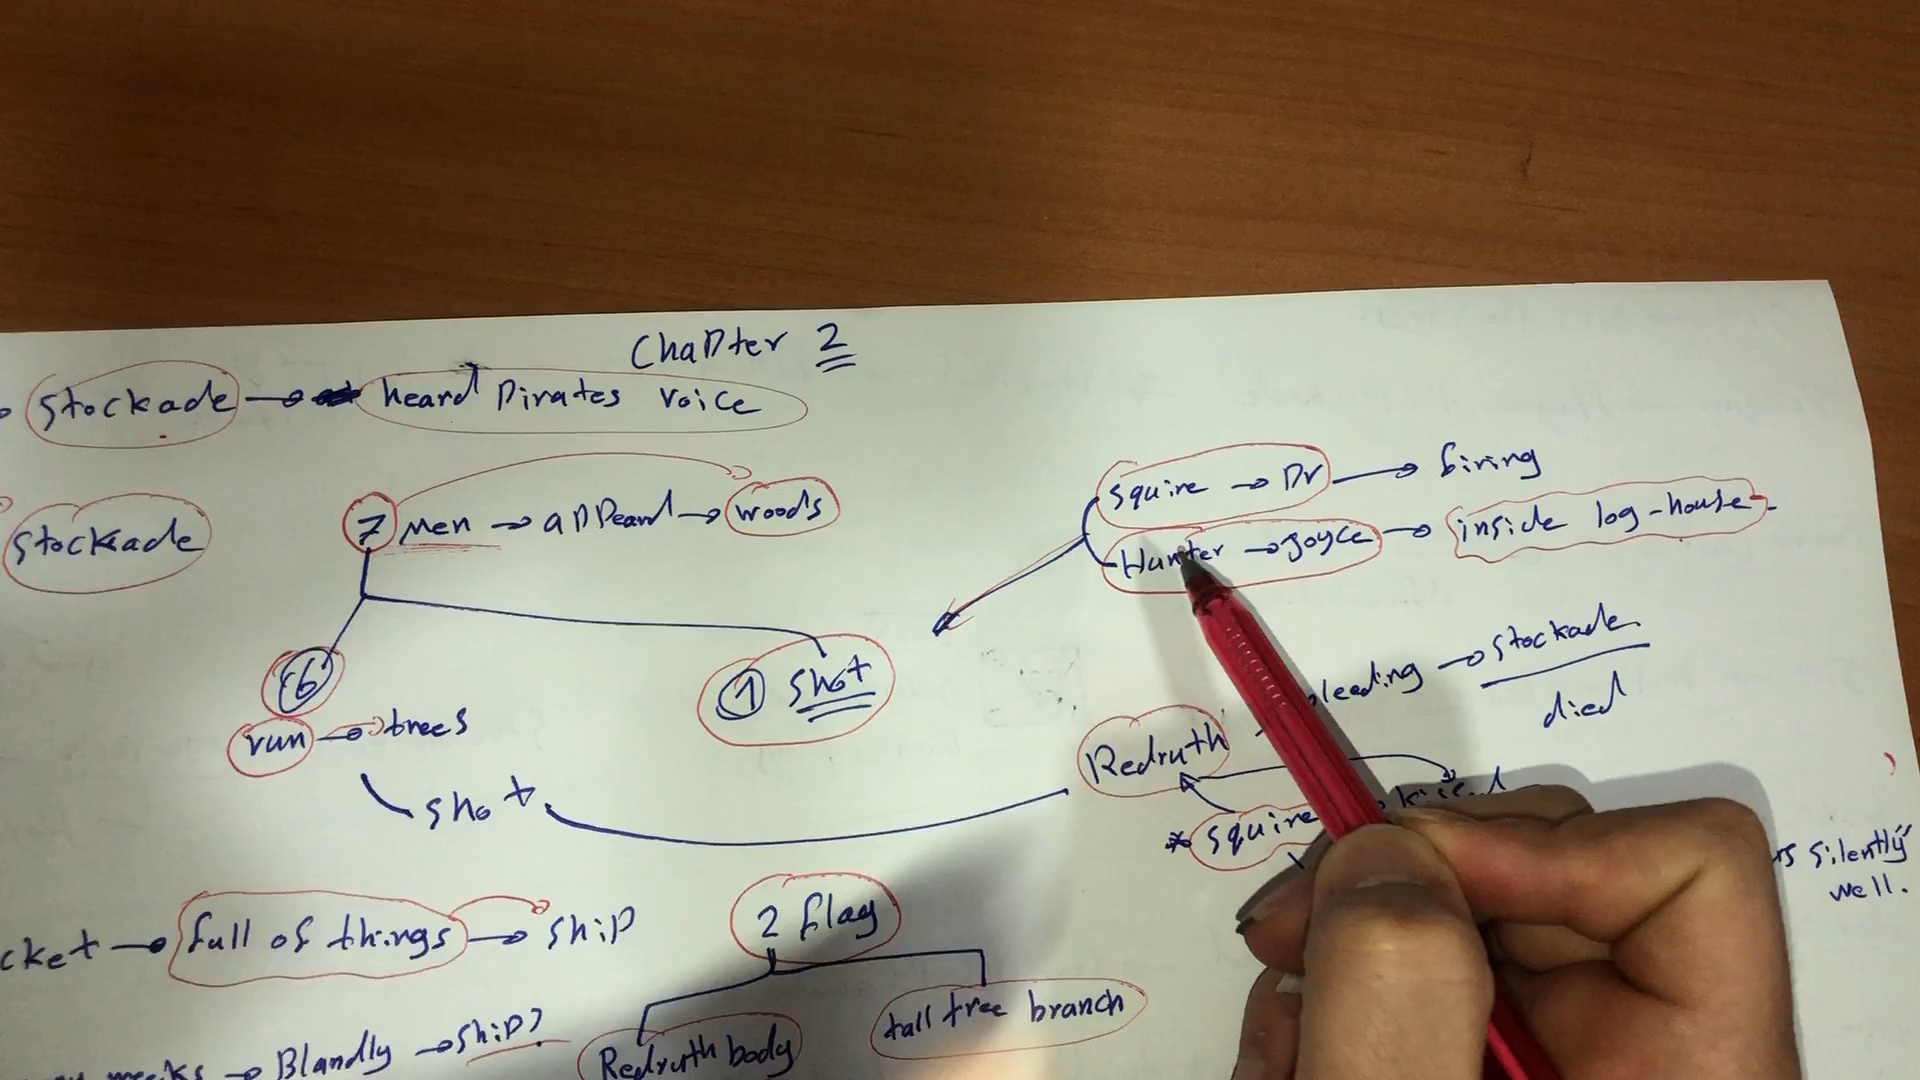 Chapter 2
Stockade → heard Pirates voice
Squire → Dr → firing
Stockade
7 Men → appeard → woods
Hunter → Joyce → inside log-house
6
1 shot
bleeding → stockade
died
run → trees
Redruth
shot
* Squire
silently"
well.
full of things → ship
2 flag
tall tree branch
→ Blandly → ship?
Redruth body